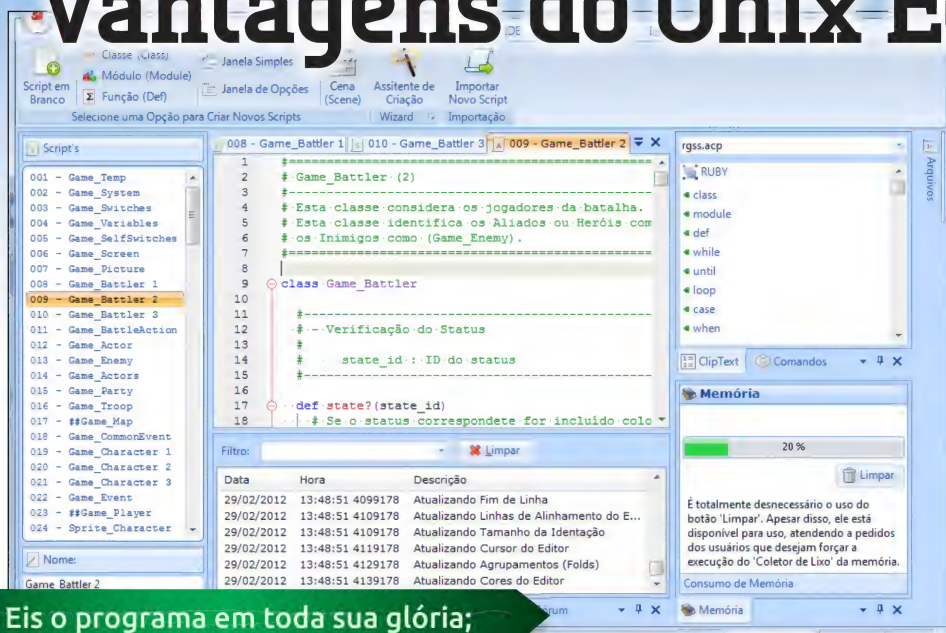 Vantagens do Unix E
Script em Branco
Classe (Class)
Módulo (Module)
Função (Def)
Janela Simples
Janela de Opções
Cena (Scene)
Assitente de Criação
Importar Novo Script
Selecione uma Opção para Criar Novos Scripts
Wizard
Importação
Script's
001 - Game_Temp
002 - Game_System
003 - Game_Switches
004 - Game_Variables
005 - Game_SelfSwitches
006 - Game_Screen
007 - Game_Picture
008 - Game_Battler 1
009 - Game_Battler 2
010 - Game_Battler 3
011 - Game_BattleAction
012 - Game_Actor
013 - Game_Enemy
014 - Game_Actors
015 - Game_Party
016 - Game_Troop
017 - ##Game_Map
018 - Game_CommonEvent
019 - Game_Character 1
020 - Game_Character 2
021 - Game_Character 3
022 - Game_Event
023 - ##Game_Player
024 - Sprite_Character
Nome:
Game_Battler 2
008 - Game_Battler 1
010 - Game_Battler 3
009 - Game_Battler 2
1 #==============================
2 # Game_Battler (2)
3 #------------------------------
4 # Esta classe considera os jogadores da batalha.
5 # Esta classe identifica os Aliados ou Heróis com
6 # os Inimigos como (Game_Enemy).
7 #==============================
8
9 class Game_Battler
10
11 #------------------------------
12 # - Verificação do Status
13 #
14 # state_id : ID do status
15 #------------------------------
16
17 def state?(state_id)
18 # Se o status correspondete for incluído colo
Filtro:
Limpar
Data Hora Descrição
29/02/2012 13:48:51 4099178 Atualizando Fim de Linha
29/02/2012 13:48:51 4109178 Atualizando Linhas de Alinhamento do E...
29/02/2012 13:48:51 4109178 Atualizando Tamanho da Identação
29/02/2012 13:48:51 4119178 Atualizando Cursor do Editor
29/02/2012 13:48:51 4129178 Atualizando Agrupamentos (Folds)
29/02/2012 13:48:51 4139178 Atualizando Cores do Editor
rgss.acp
RUBY
class
module
def
while
until
loop
case
when
ClipText
Comandos
Arquivos
Memória
20 %
Limpar
É totalmente desnecessário o uso do
botão 'Limpar'. Apesar disso, ele está
disponível para uso, atendendo a pedidos
dos usuários que desejam forçar a
execução do 'Coletor de Lixo' da memória.
Consumo de Memória
Memória
Eis o programa em toda sua glória;